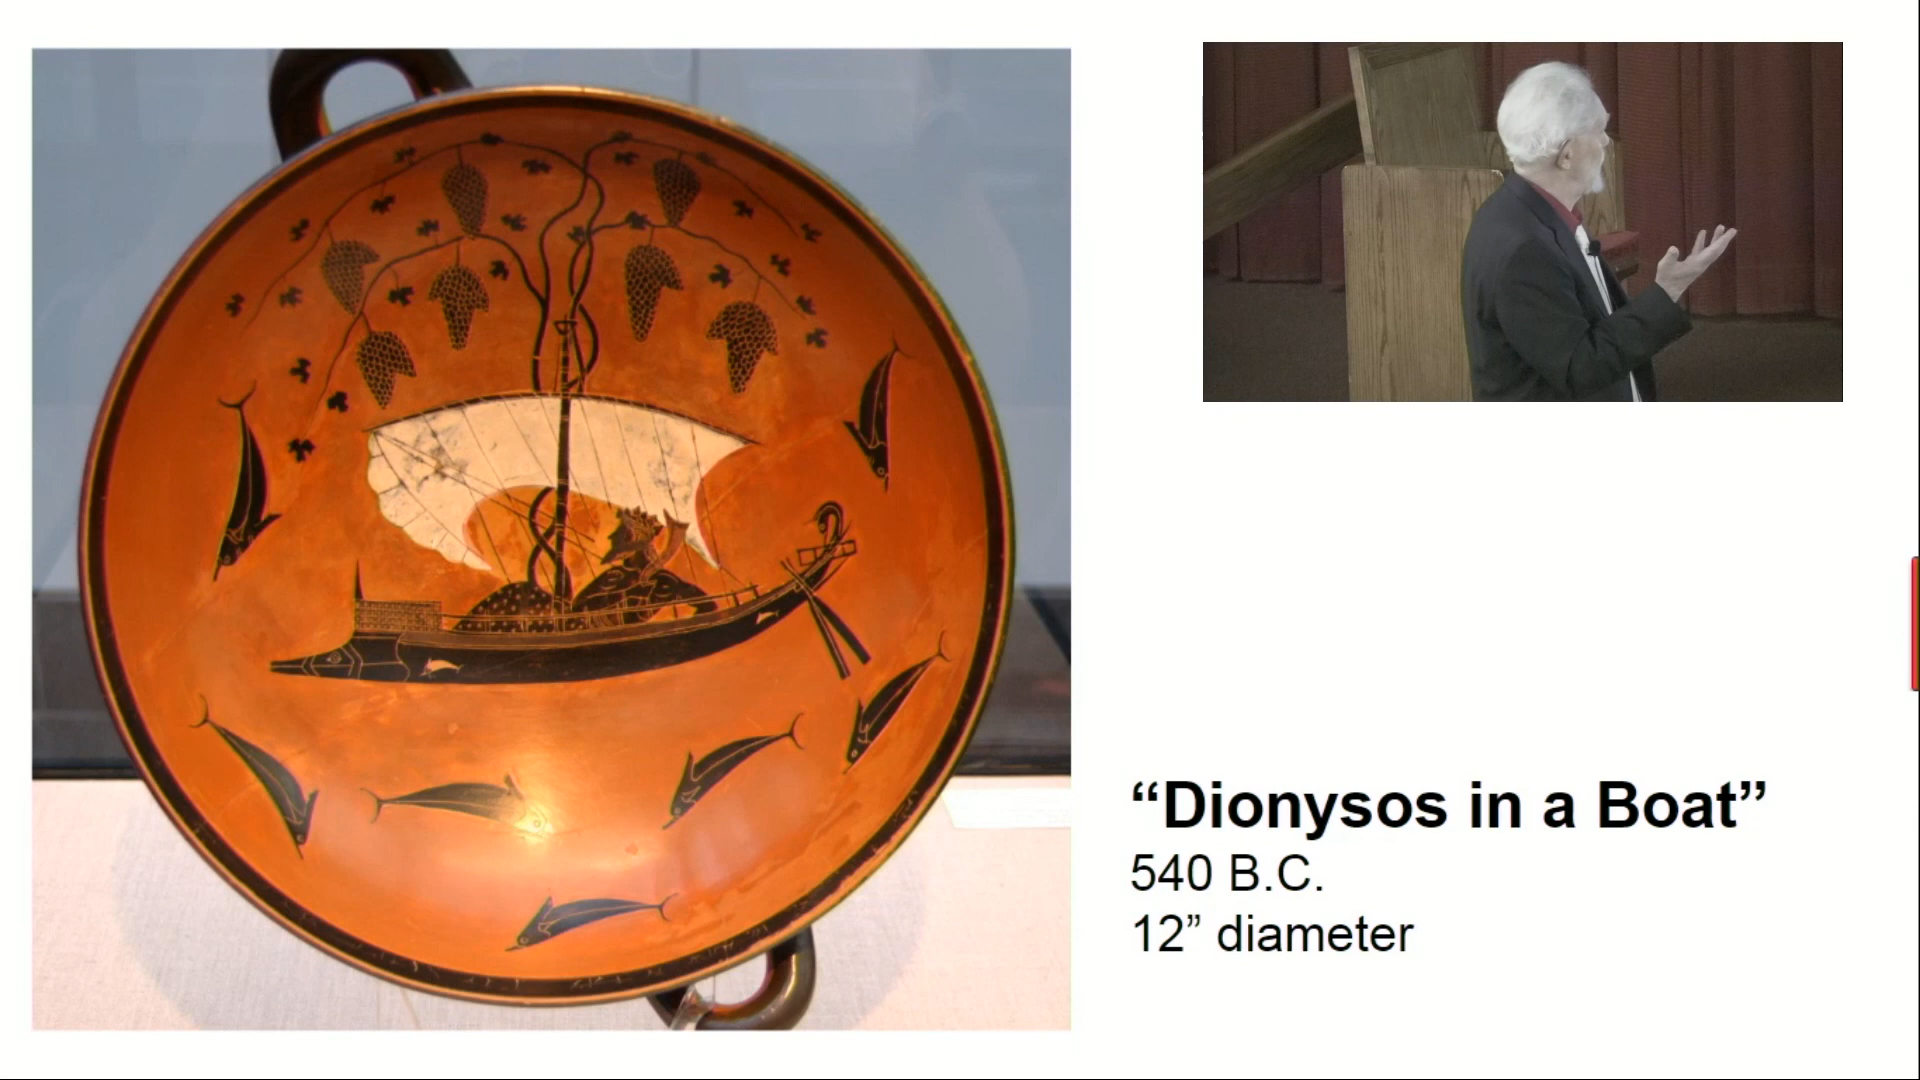 “Dionysos in a Boat”
540 B.C.
12” diameter